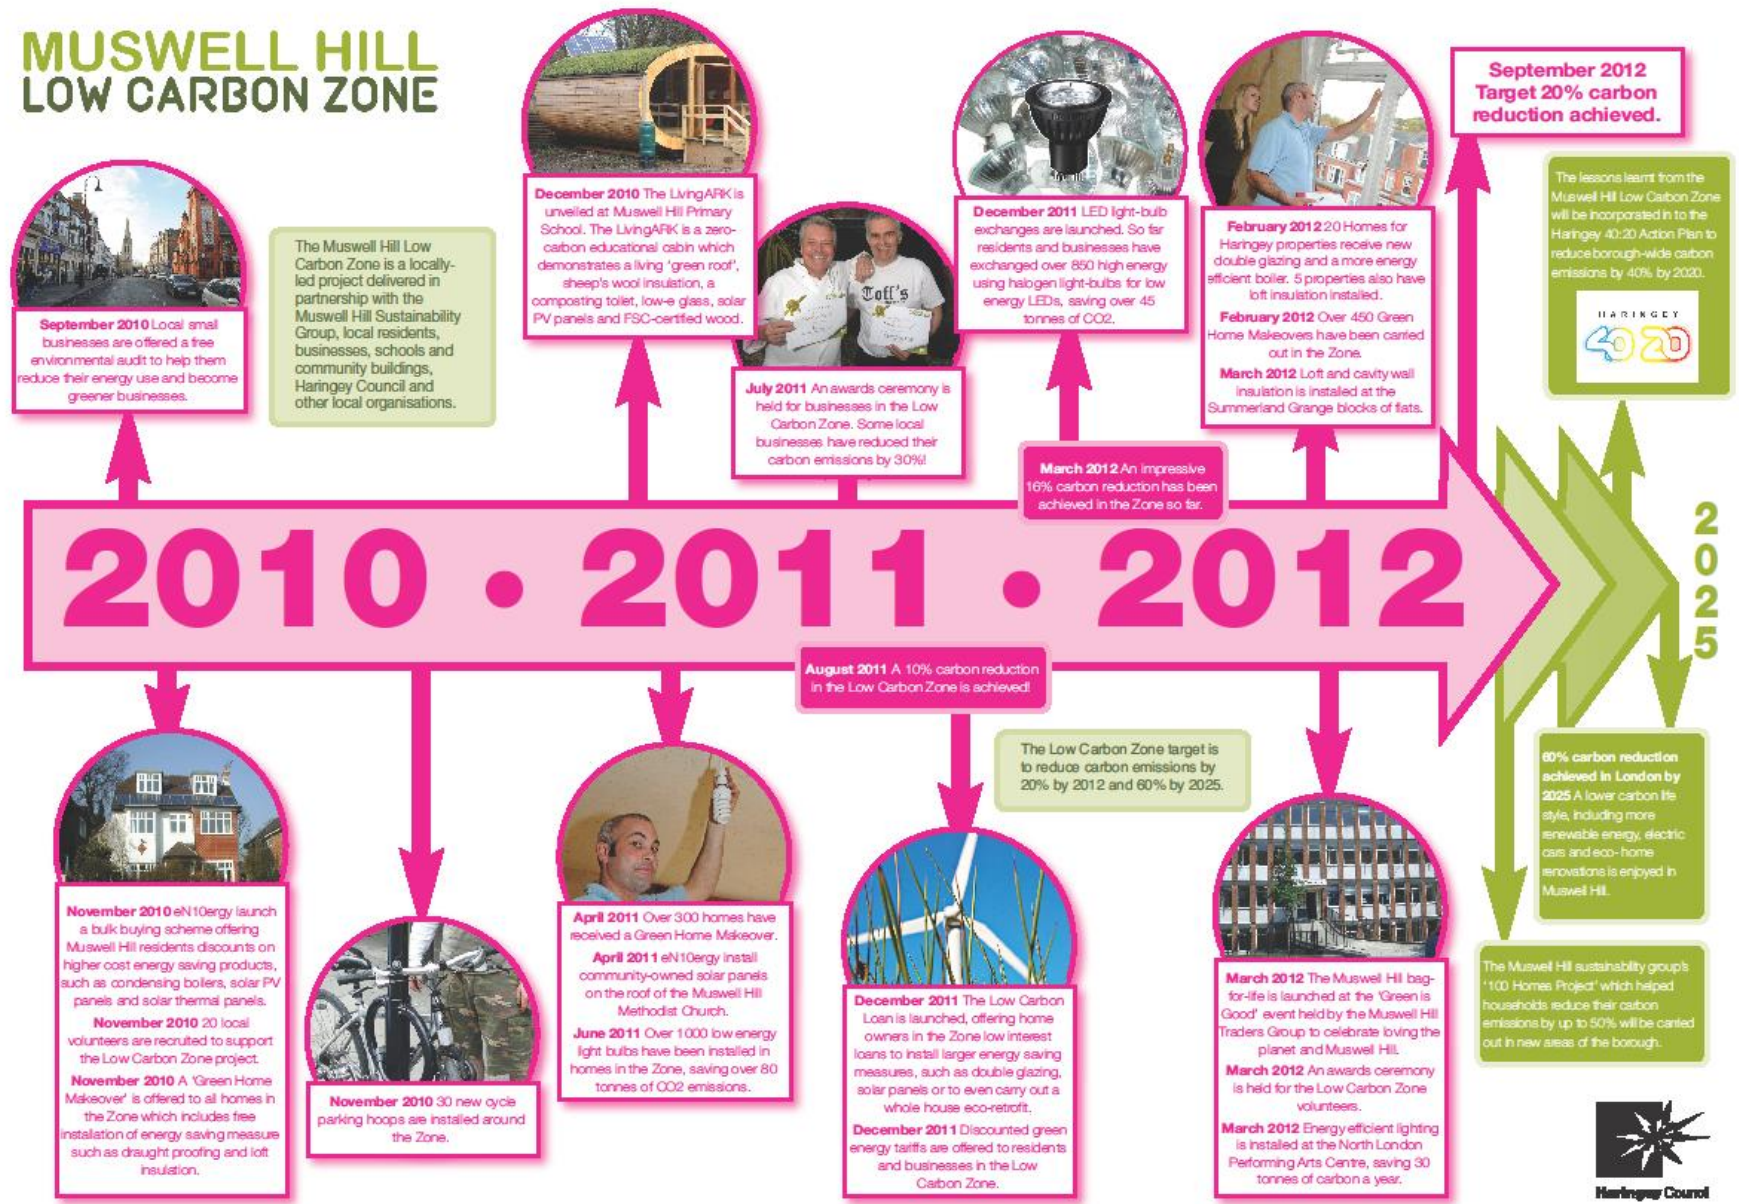 MUSWELL HILL
LOW CARBON ZONE
September 2010 Local small
businesses are offered a free
environmental audit to help them
reduce their energy use and become
greener businesses.
The Muswell Hill Low
Carbon Zone is a locally-
led project delivered in
partnership with the
Muswell Hill Sustainability
Group, local residents,
businesses, schools and
community buildings,
Haringey Council and
other local organisations.
December 2010 The LivingARK is
unveiled at Muswell Hill Primary
School. The LivingARK is a zero-
carbon educational cabin which
demonstrates a living 'green roof',
sheep's wool insulation, a
composting toilet, low-e glass, solar
PV panels and FSC-certified wood.
Toff's
July 2011 An awards ceremony is
held for businesses in the Low
Carbon Zone. Some local
businesses have reduced their
carbon emissions by 30%!
December 2011 LED light-bulb
exchanges are launched. So far
residents and businesses have
exchanged over 850 high energy
using halogen light-bulbs for low
energy LEDs, saving over 45
tonnes of CO2.
February 2012 20 Homes for
Haringey properties receive new
double glazing and a more energy
efficient boiler. 5 properties also have
loft insulation installed.
February 2012 Over 450 Green
Home Makeovers have been carried
out in the Zone.
March 2012 Loft and cavity wall
insulation is installed at the
Summerland Grange blocks of flats.
September 2012
Target 20% carbon
reduction achieved.
The lessons learnt from the
Muswell Hill Low Carbon Zone
will be incorporated in to the
Haringey 40:20 Action Plan to
reduce borough-wide carbon
emissions by 40% by 2020.
HARINGEY
40 20
March 2012 An impressive
16% carbon reduction has been
achieved in the Zone so far.
2010 • 2011 • 2012
2025
August 2011 A 10% carbon reduction
in the Low Carbon Zone is achieved!
The Low Carbon Zone target is
to reduce carbon emissions by
20% by 2012 and 60% by 2025.
November 2010 eN10ergy launch
a bulk buying scheme offering
Muswell Hill residents discounts on
higher cost energy saving products,
such as condensing boilers, solar PV
panels and solar thermal panels.
November 2010 20 local
volunteers are recruited to support
the Low Carbon Zone project.
November 2010 A 'Green Home
Makeover' is offered to all homes in
the Zone which includes free
installation of energy saving measure
such as draught proofing and loft
insulation.
November 2010 30 new cycle
parking hoops are installed around
the Zone.
April 2011 Over 300 homes have
received a Green Home Makeover.
April 2011 eN10ergy install
community-owned solar panels
on the roof of the Muswell Hill
Methodist Church.
June 2011 Over 1000 low energy
light bulbs have been installed in
homes in the Zone, saving over 80
tonnes of CO2 emissions.
December 2011 The Low Carbon
Loan is launched, offering home
owners in the Zone low interest
loans to install larger energy saving
measures, such as double glazing,
solar panels or to even carry out a
whole house eco-retrofit.
December 2011 Discounted green
energy tariffs are offered to residents
and businesses in the Low
Carbon Zone.
March 2012 The Muswell Hill bag-
for-life is launched at the 'Green is
Good' event held by the Muswell Hill
Traders Group to celebrate loving the
planet and Muswell Hill.
March 2012 An awards ceremony
is held for the Low Carbon Zone
volunteers.
March 2012 Energy efficient lighting
is installed at the North London
Performing Arts Centre, saving 30
tonnes of carbon a year.
60% carbon reduction
achieved in London by
2025 A lower carbon life
style, including more
renewable energy, electric
cars and eco-home
renovations is enjoyed in
Muswell Hill.
The Muswell Hill sustainability group's
'100 Homes Project' which helped
households reduce their carbon
emissions by up to 50% will be carried
out in new areas of the borough.
Haringey Council